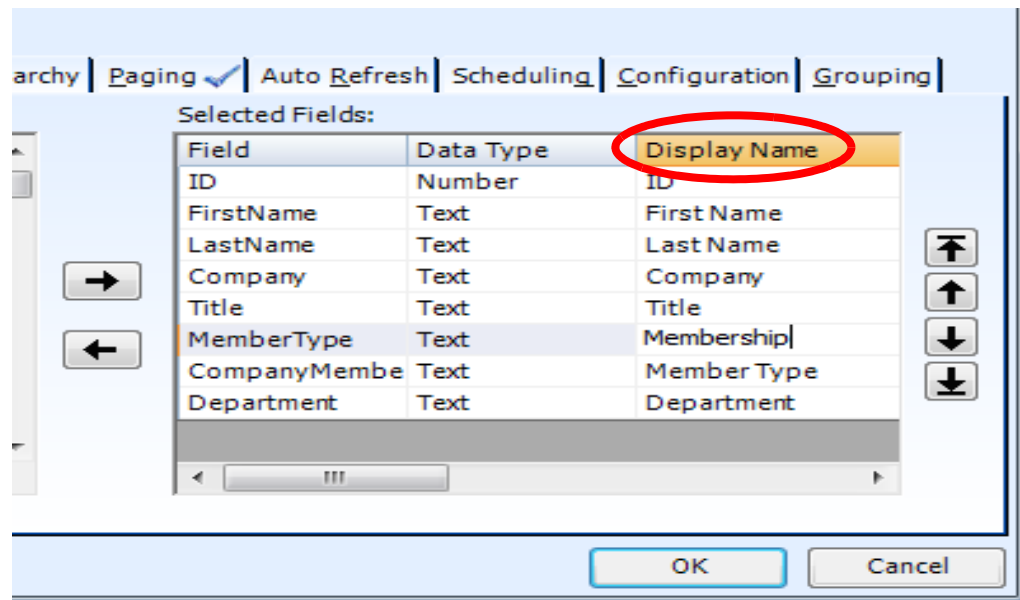 archy Paging Auto Refresh Scheduling Configuration Grouping
Selected Fields:
Field Data Type Display Name
ID Number ID
FirstName Text First Name
LastName Text Last Name
Company Text Company
Title Text Title
MemberType Text Membership
CompanyMembe Text Member Type
Department Text Department
OK Cancel